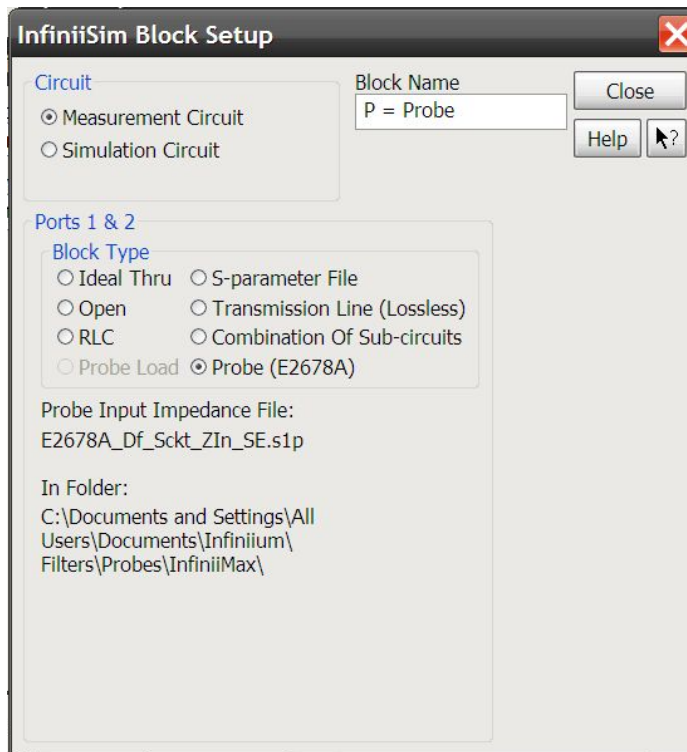 InfiniiSim Block Setup
Circuit
Measurement Circuit
Simulation Circuit
Block Name
P = Probe
Close
Help
?
Ports 1 & 2
Block Type
Ideal Thru
S-parameter File
Open
Transmission Line (Lossless)
RLC
Combination Of Sub-circuits
Probe Load
Probe (E2678A)
Probe Input Impedance File:
E2678A_Df_Sckt_ZIn_SE.s1p
In Folder:
C:\Documents and Settings\All
Users\Documents\Infiniium\
Filters\Probes\InfiniiMax\